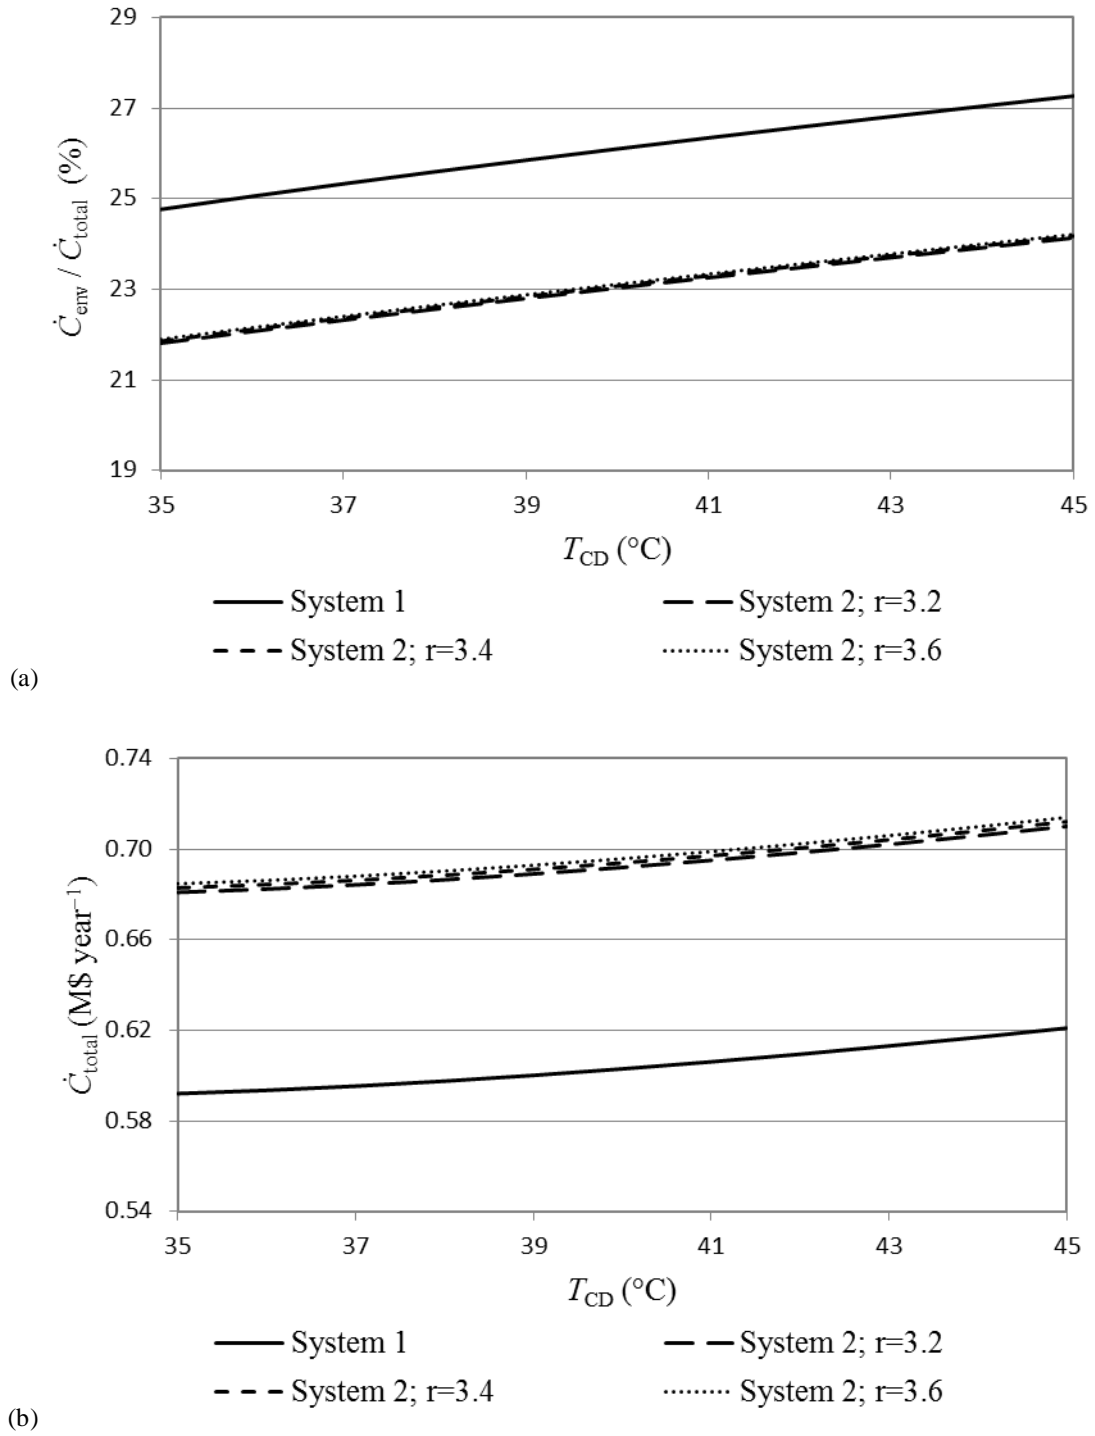 29
27
25
23
21
19
Ċenv / Ċtotal (%)
35 37 39 41 43 45
TCD (°C)
System 1 System 2; r=3.2
System 2; r=3.4 System 2; r=3.6
(a)
0.74
0.70
0.66
0.62
0.58
0.54
Ċtotal (M$ year⁻¹)
35 37 39 41 43 45
TCD (°C)
System 1 System 2; r=3.2
System 2; r=3.4 System 2; r=3.6
(b)